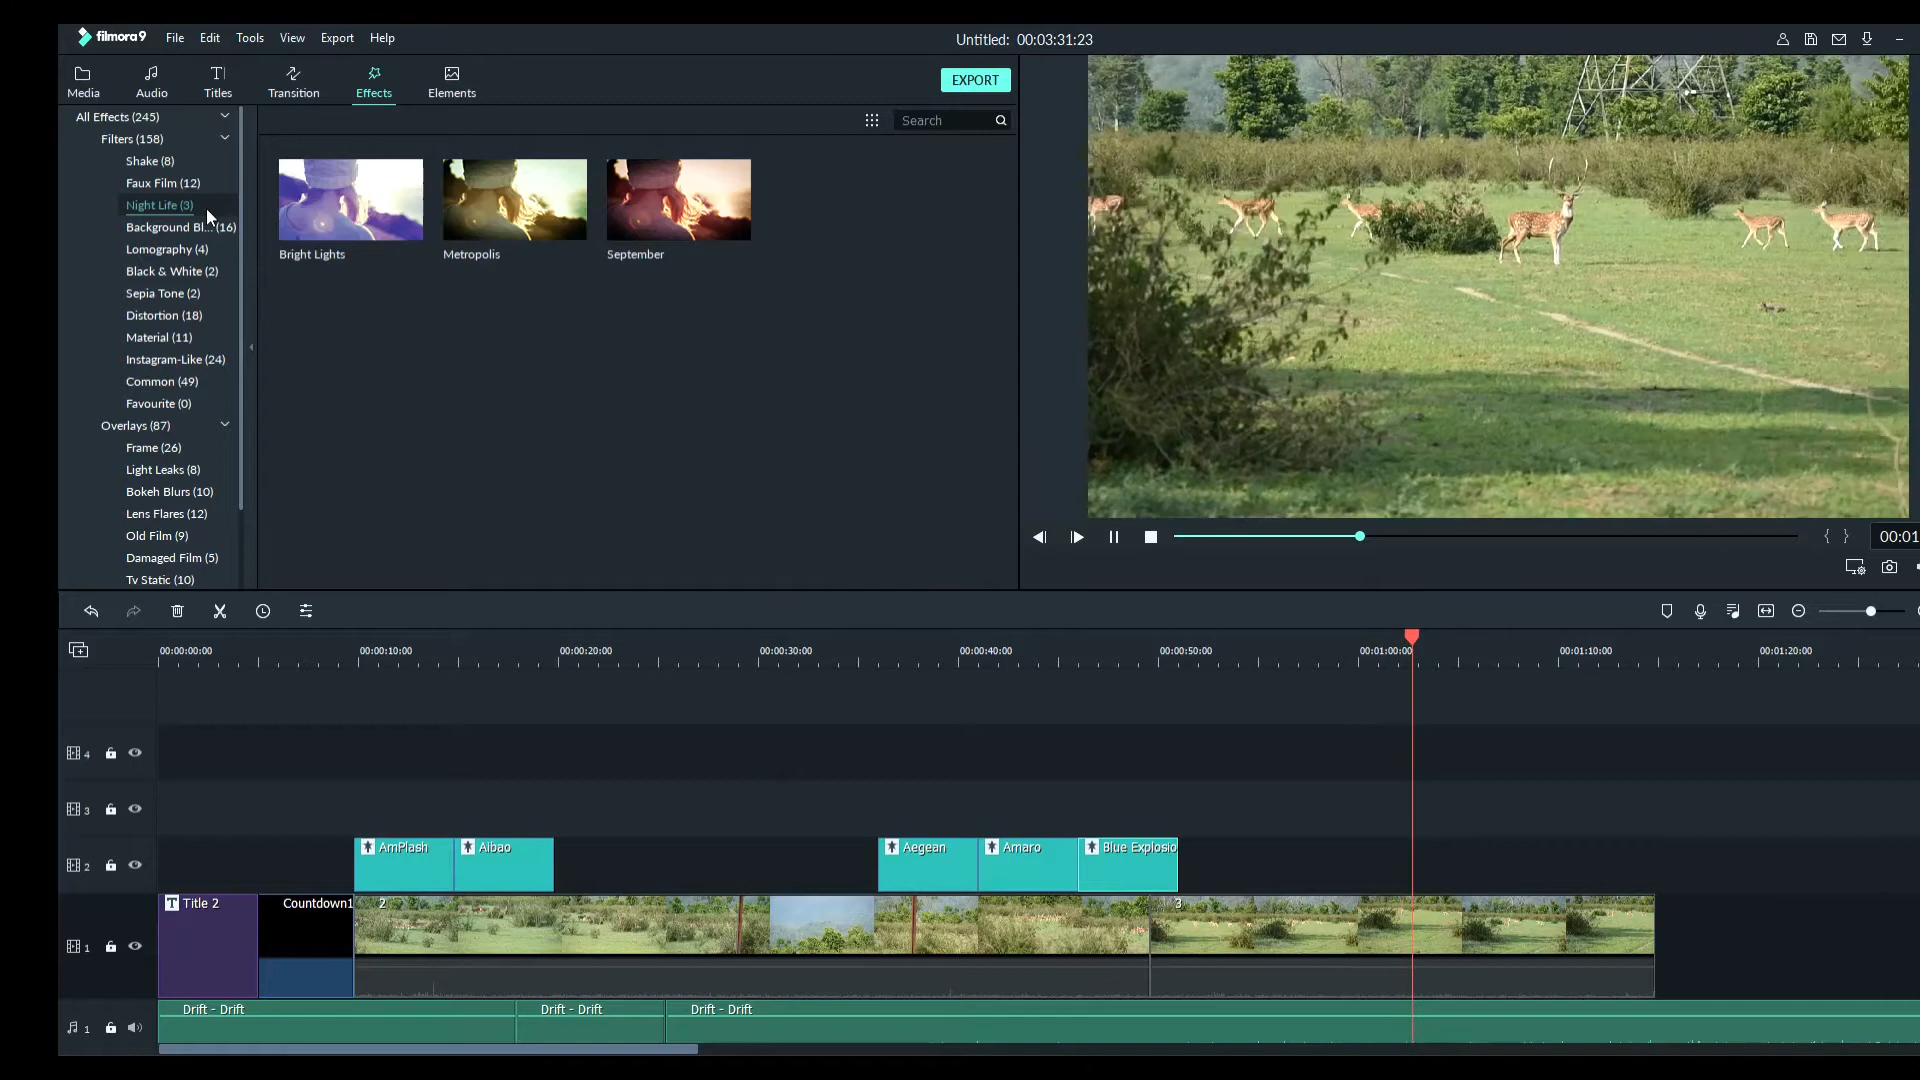 filmora9 File Edit Tools View Export Help Untitled: 00:03:31:23
Media Audio Titles Transition Effects Elements EXPORT
All Effects (245)
Filters (158)
Shake (8)
Faux Film (12)
Night Life (3)
Background Bl... (16)
Lomography (4)
Black & White (2)
Sepia Tone (2)
Distortion (18)
Material (11)
Instagram-Like (24)
Common (49)
Favourite (0)
Overlays (87)
Frame (26)
Light Leaks (8)
Bokeh Blurs (10)
Lens Flares (12)
Old Film (9)
Damaged Film (5)
Tv Static (10)
Search
Bright Lights Metropolis September
00:01
00:00:00:00 00:00:10:00 00:00:20:00 00:00:30:00 00:00:40:00 00:00:50:00 00:01:00:00 00:01:10:00 00:01:20:00
4
3
2 AmPlash Aibao Aegean Amaro Blue Explosio
Title 2 Countdown1 2 3
1
Drift - Drift Drift - Drift Drift - Drift
1